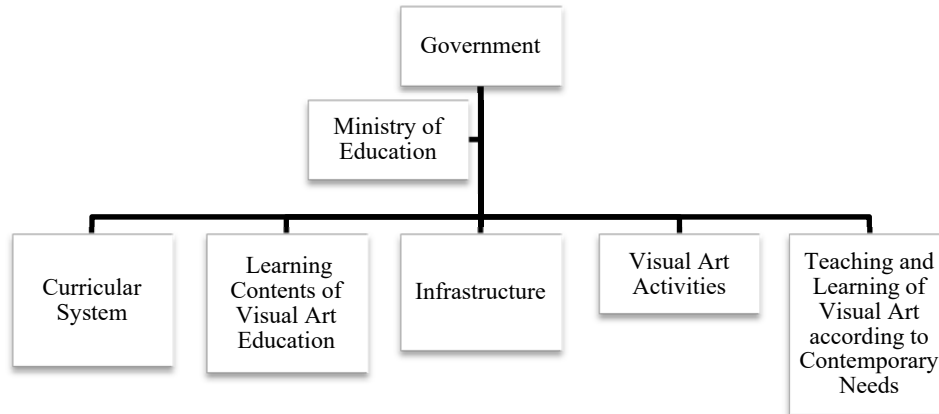 Government
Ministry of
Education
Curricular
System
Learning
Contents of
Visual Art
Education
Infrastructure
Visual Art
Activities
Teaching and
Learning of
Visual Art
according to
Contemporary
Needs